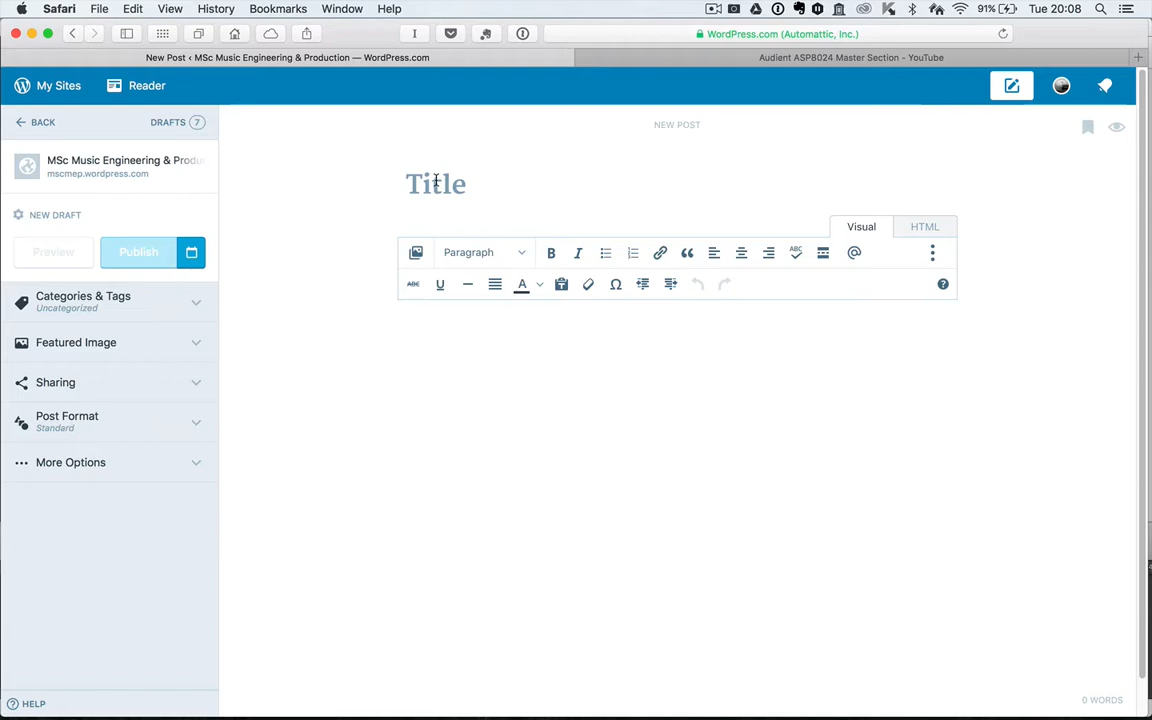 Safari File Edit View History Bookmarks Window Help 91% Tue 20:08
WordPress.com (Automattic, Inc.)
New Post ‹ MSc Music Engineering & Production — WordPress.com
Audient ASP8024 Master Section - YouTube
My Sites
Reader
BACK
DRAFTS 7
NEW POST
MSc Music Engineering & Produ
mscmep.wordpress.com
Title
NEW DRAFT
Visual
HTML
Preview
Publish
Paragraph
B I ABC
ABC U A Ω
Categories & Tags
Uncategorized
Featured Image
Sharing
Post Format
Standard
More Options
HELP
0 WORDS